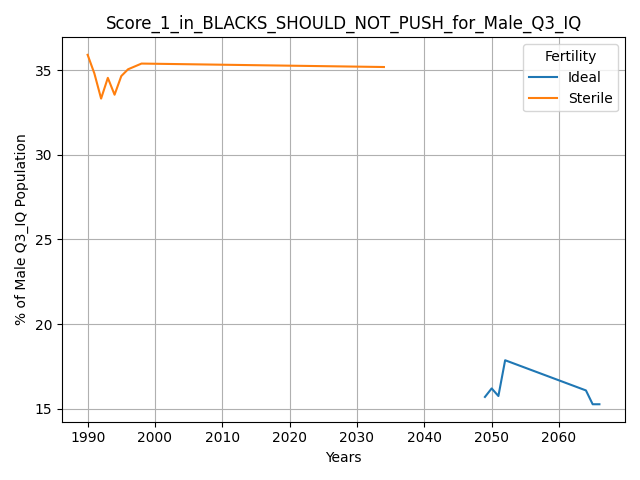 Score_1_in_BLACKS_SHOULD_NOT_PUSH_for_Male_Q3_IQ
Fertility
Ideal
Sterile
% of Male Q3_IQ Population
35
30
25
20
15
1990 2000 2010 2020 2030 2040 2050 2060
Years